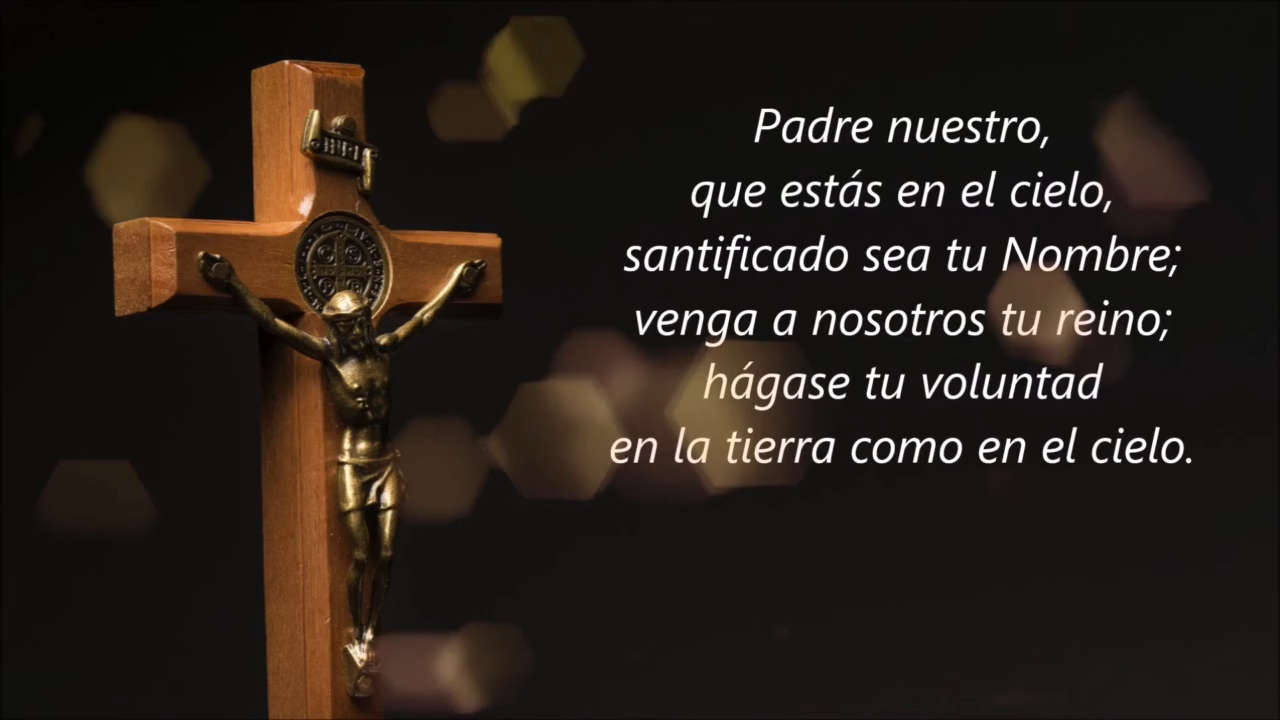 INRI
Padre nuestro,
que estás en el cielo,
santificado sea tu Nombre;
venga a nosotros tu reino;
hágase tu voluntad
en la tierra como en el cielo.